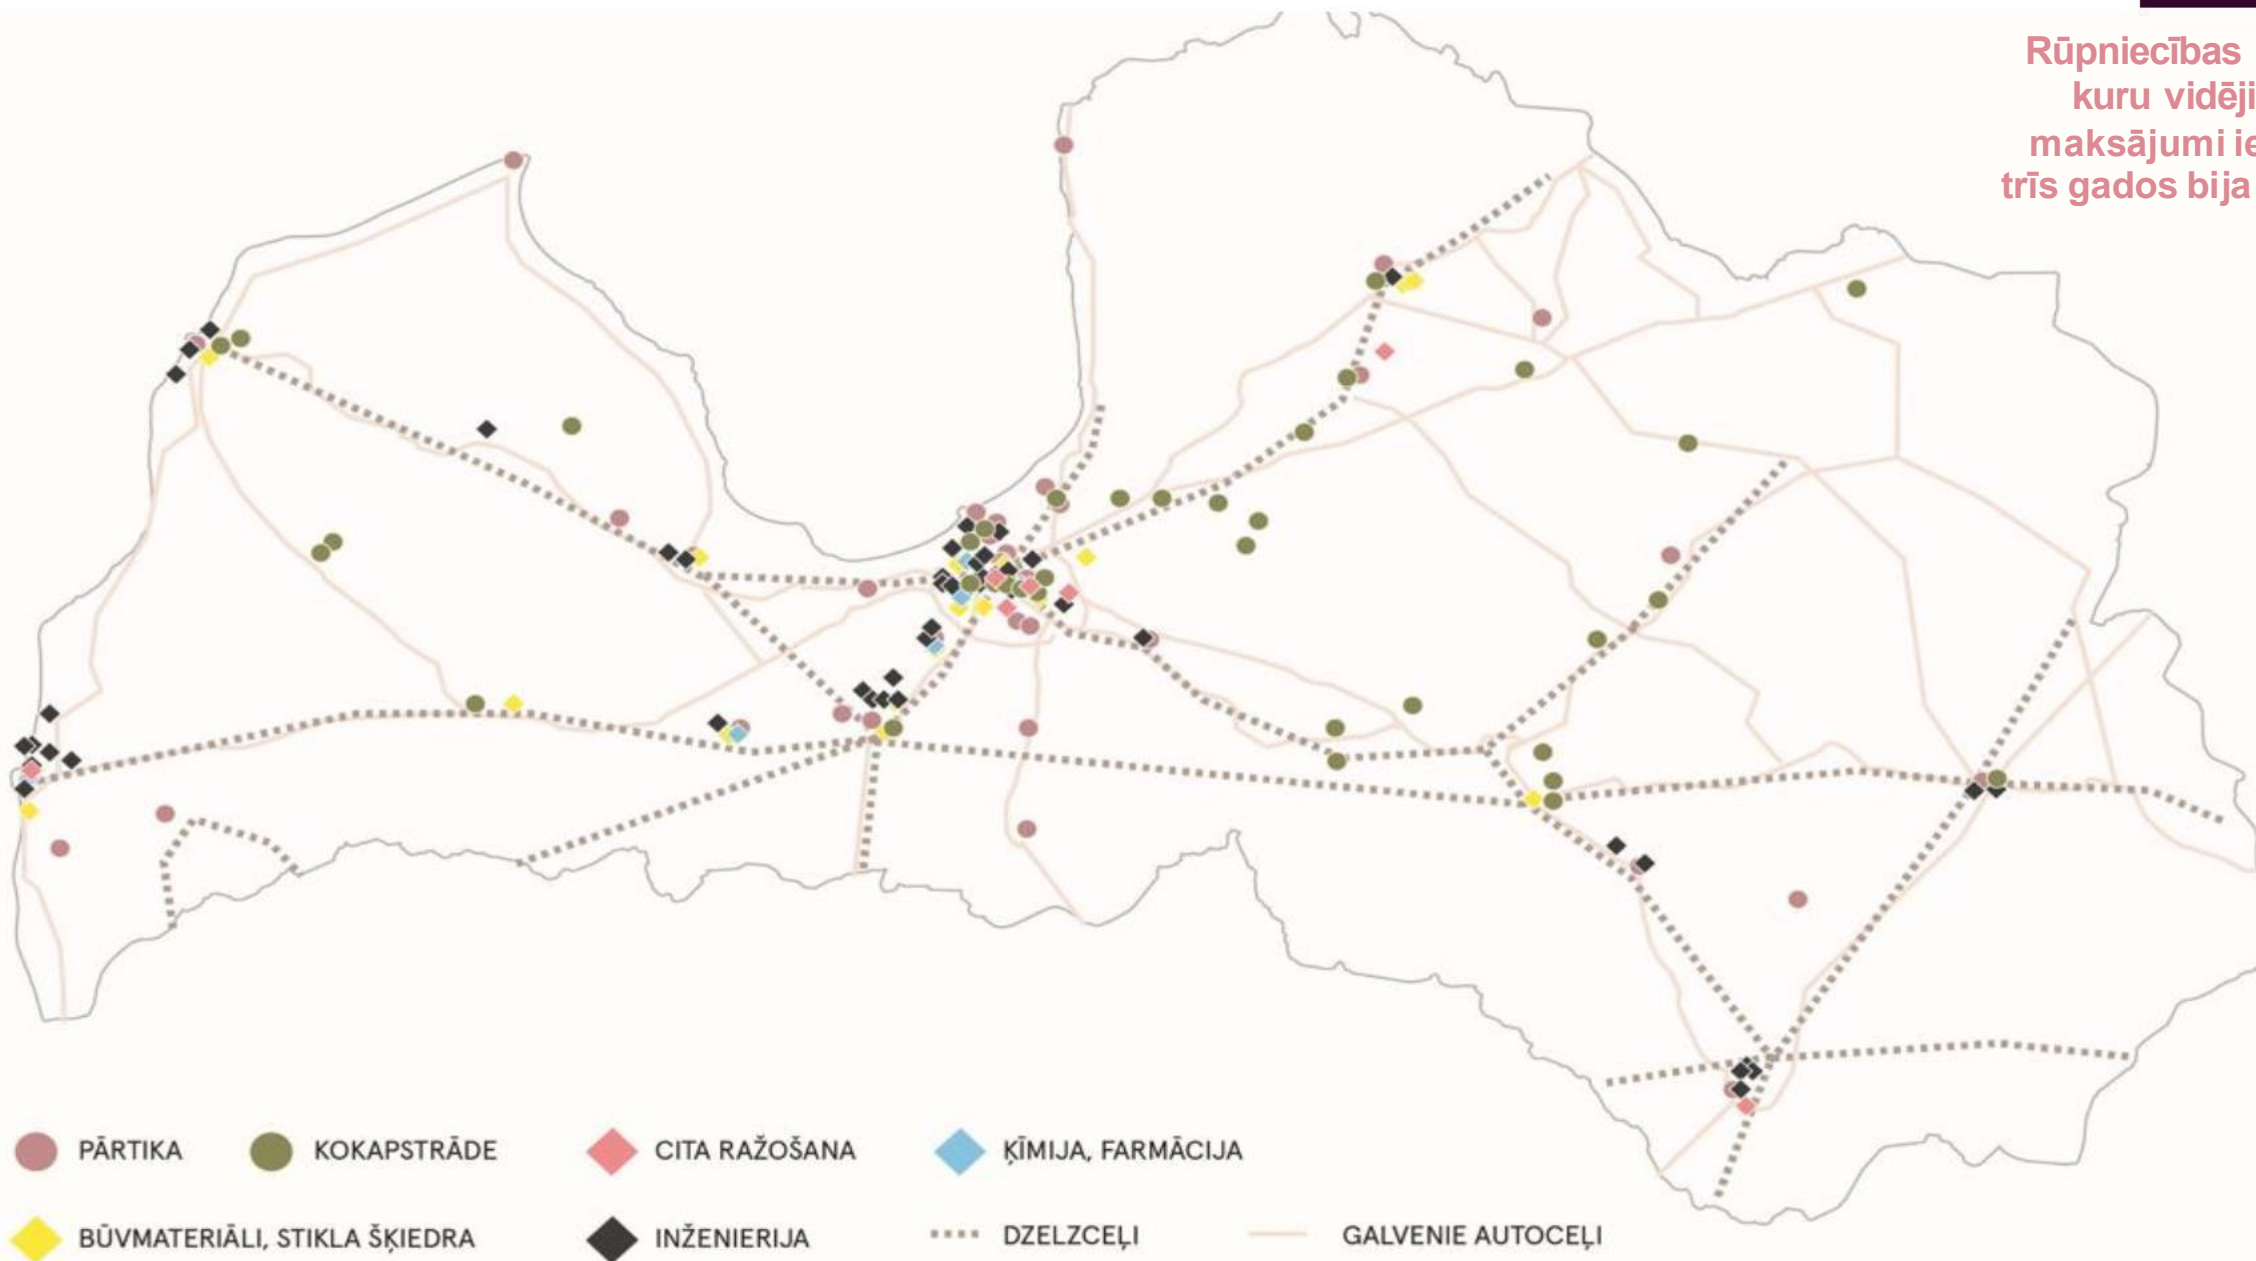 Rūpniecības
kuru vidēji
maksājumi ie
trīs gados bija
PĀRTIKA
KOKAPSTRĀDE
CITA RAŽOŠANA
ĶĪMIJA, FARMĀCIJA
BŪVMATERIĀLI, STIKLA ŠĶIEDRA
INŽENIERIJA
DZELZCEĻI
GALVENIE AUTOCEĻI